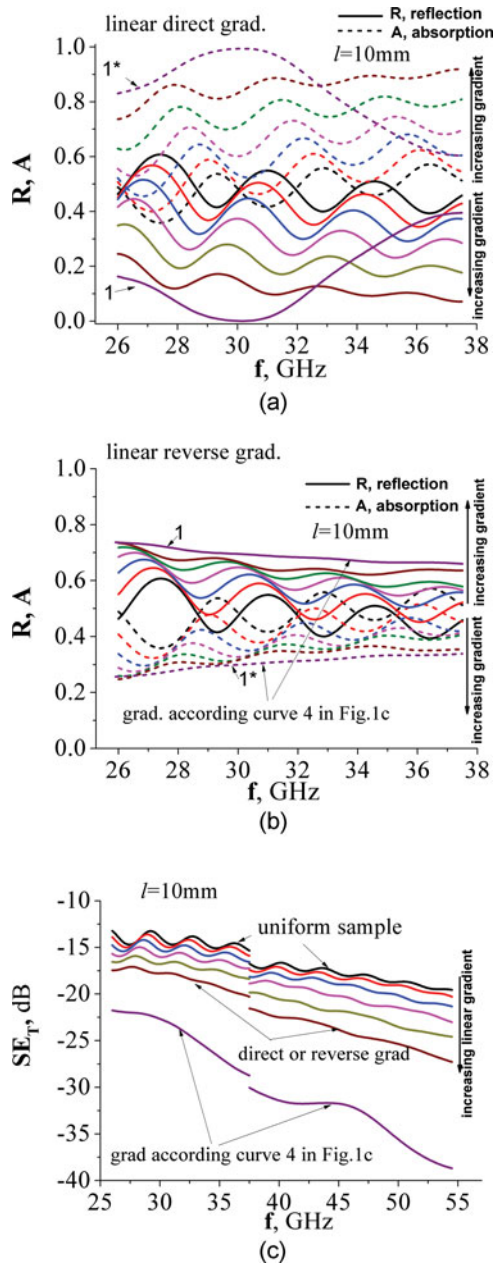 linear direct grad.
R, reflection
A, absorption
l=10mm
1*
1
increasing gradient
increasing gradient
R, A
1.0
0.8
0.6
0.4
0.2
0.0
26 28 30 32 34 36 38
f, GHz
(a)
linear reverse grad.
R, reflection
A, absorption
l=10mm
1
1*
grad. according curve 4 in Fig.1c
increasing gradient
increasing gradient
R, A
1.0
0.8
0.6
0.4
0.2
0.0
26 28 30 32 34 36 38
f, GHz
(b)
l=10mm
uniform sample
direct or reverse grad
grad according curve 4 in Fig.1c
increasing linear gradient
SET, dB
-10
-15
-20
-25
-30
-35
-40
25 30 35 40 45 50 55
f, GHz
(c)